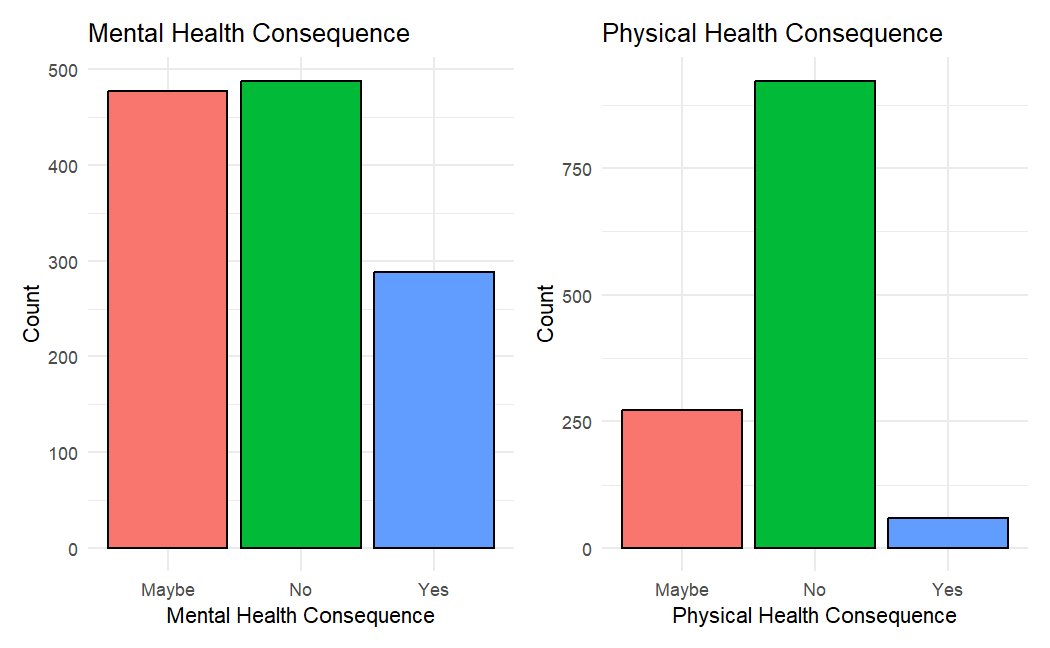 Mental Health Consequence
500
400
300
200
100
0
Count
Maybe No Yes
Mental Health Consequence
Physical Health Consequence
750
500
250
0
Count
Maybe No Yes
Physical Health Consequence